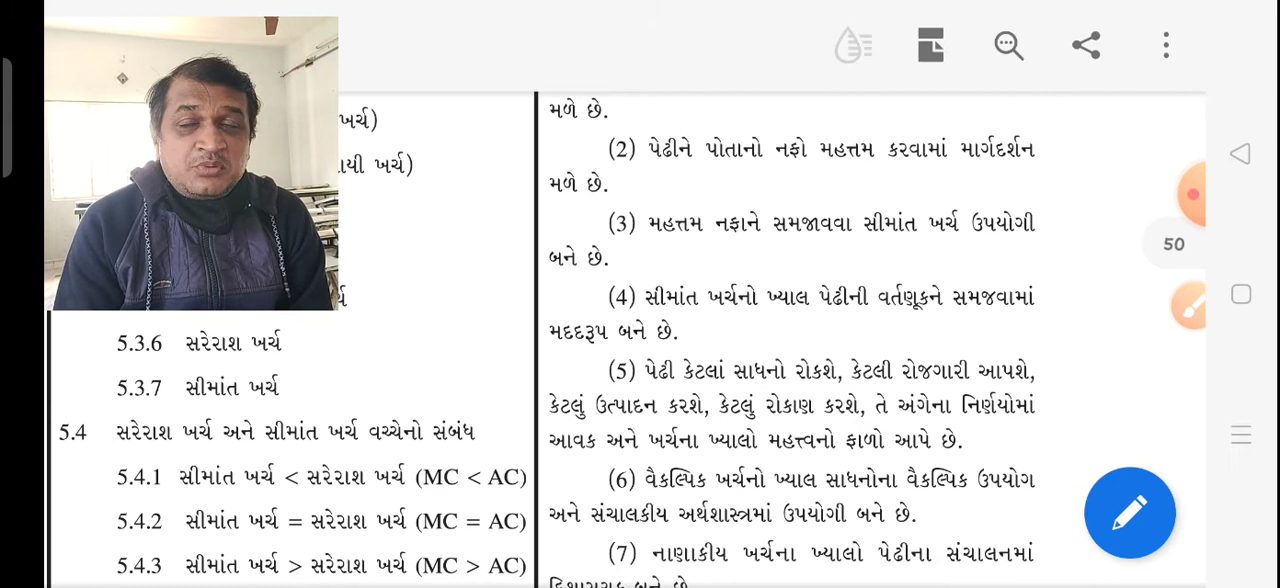 ખર્ચ)
ાયી ખર્ચ)
ર્ચ
5.3.6 સરેરાશ ખર્ચ
5.3.7 સીમાંત ખર્ચ
5.4 સરેરાશ ખર્ચ અને સીમાંત ખર્ચ વચ્ચેનો સંબંધ
5.4.1 સીમાંત ખર્ચ < સરેરાશ ખર્ચ (MC < AC)
5.4.2 સીમાંત ખર્ચ = સરેરાશ ખર્ચ (MC = AC)
5.4.3 સીમાંત ખર્ચ > સરેરાશ ખર્ચ (MC > AC)
મળે છે.
(2) પેઢીને પોતાનો નફો મહત્તમ કરવામાં માર્ગદર્શન
મળે છે.
(3) મહત્તમ નફાને સમજાવવા સીમાંત ખર્ચ ઉપયોગી
બને છે.
(4) સીમાંત ખર્ચનો ખ્યાલ પેઢીની વર્તણૂકને સમજવામાં
મદદરૂપ બને છે.
(5) પેઢી કેટલાં સાધનો રોકશે, કેટલી રોજગારી આપશે,
કેટલું ઉત્પાદન કરશે, કેટલું રોકાણ કરશે, તે અંગેના નિર્ણયોમાં
આવક અને ખર્ચના ખ્યાલો મહત્ત્વનો ફાળો આપે છે.
(6) વૈકલ્પિક ખર્ચનો ખ્યાલ સાધનોના વૈકલ્પિક ઉપયોગ
અને સંચાલકીય અર્થશાસ્ત્રમાં ઉપયોગી બને છે.
(7) નાણાકીય ખર્ચના ખ્યાલો પેઢીના સંચાલનમાં
50